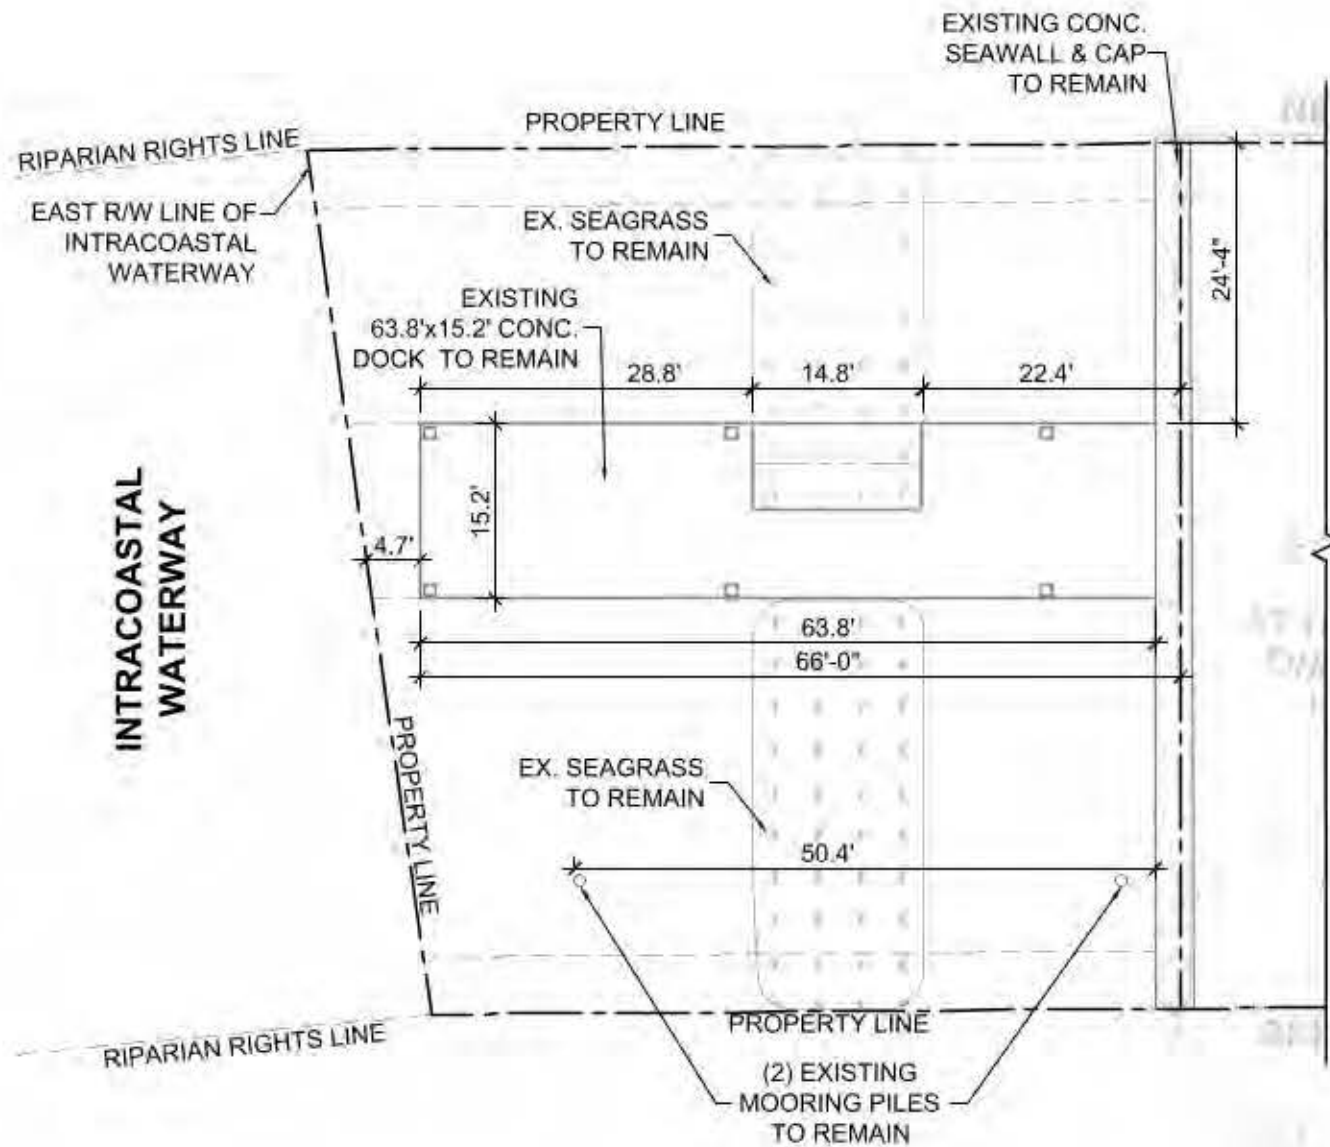 EXISTING CONC.
SEAWALL & CAP
TO REMAIN
PROPERTY LINE
RIPARIAN RIGHTS LINE
EAST R/W LINE OF
INTRACOASTAL
WATERWAY
EX. SEAGRASS
TO REMAIN
24'-4"
EXISTING
63.8'x15.2' CONC.
DOCK TO REMAIN
28.8'
14.8'
22.4'
15.2'
4.7'
INTRACOASTAL
WATERWAY
63.8'
66'-0"
PROPERTY LINE
EX. SEAGRASS
TO REMAIN
50.4'
PROPERTY LINE
RIPARIAN RIGHTS LINE
(2) EXISTING
MOORING PILES
TO REMAIN